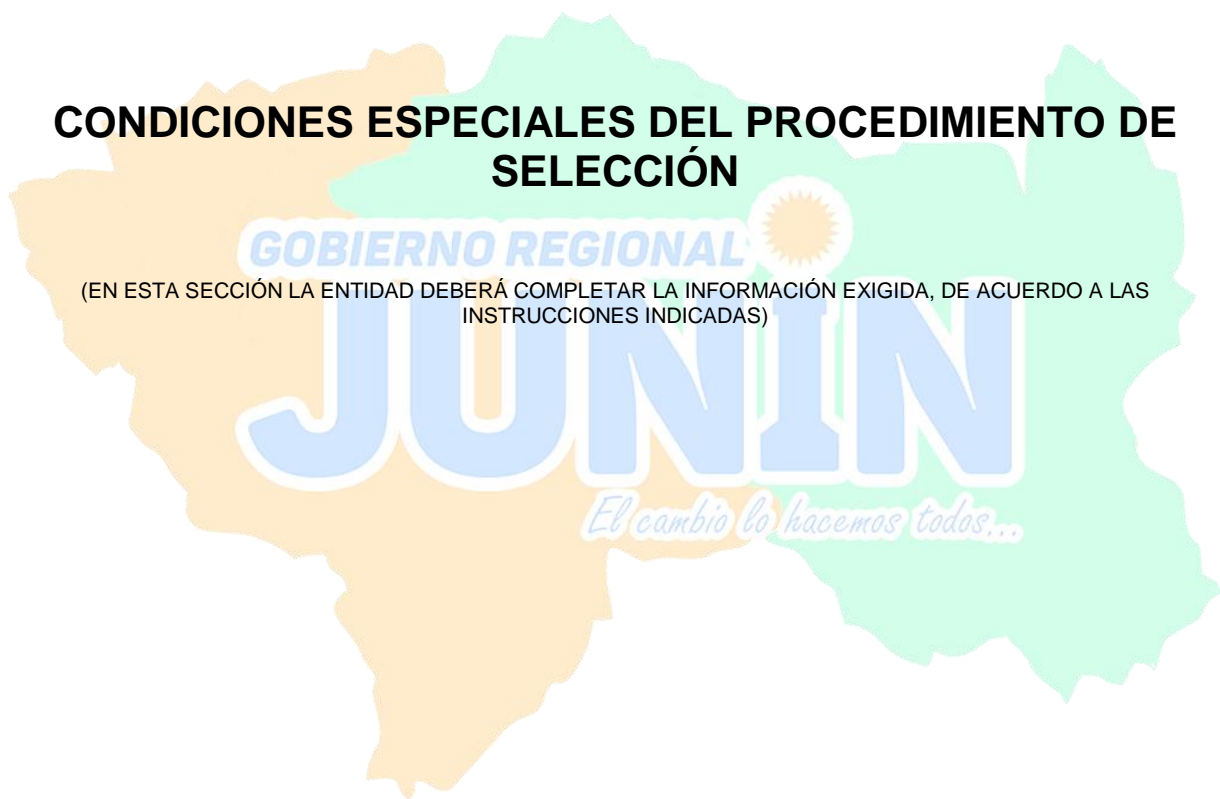 CONDICIONES ESPECIALES DEL PROCEDIMIENTO DE
SELECCIÓN
GOBIERNO REGIONAL
(EN ESTA SECCIÓN LA ENTIDAD DEBERÁ COMPLETAR LA INFORMACIÓN EXIGIDA, DE ACUERDO A LAS
INSTRUCCIONES INDICADAS)
JUNÍN
El cambio lo hacemos todos...